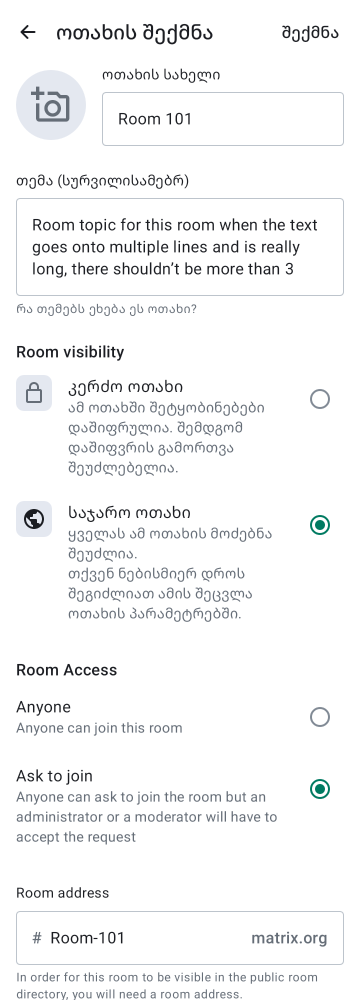 ოთახის შექმნა
შექმნა
ოთახის სახელი
Room 101
თემა (სურვილისამებრ)
Room topic for this room when the text
goes onto multiple lines and is really
long, there shouldn’t be more than 3
რა თემებს ეხება ეს ოთახი?
Room visibility
კერძო ოთახი
ამ ოთახში შეტყობინებები
დაშიფრულია. შემდგომ
დაშიფვრის გამორთვა
შეუძლებელია.
საჯარო ოთახი
ყველას ამ ოთახის მოძებნა
შეუძლია.
თქვენ ნებისმიერ დროს
შეგიძლიათ ამის შეცვლა
ოთახის პარამეტრებში.
Room Access
Anyone
Anyone can join this room
Ask to join
Anyone can ask to join the room but an
administrator or a moderator will have to
accept the request
Room address
# Room-101 matrix.org
In order for this room to be visible in the public room
directory, you will need a room address.